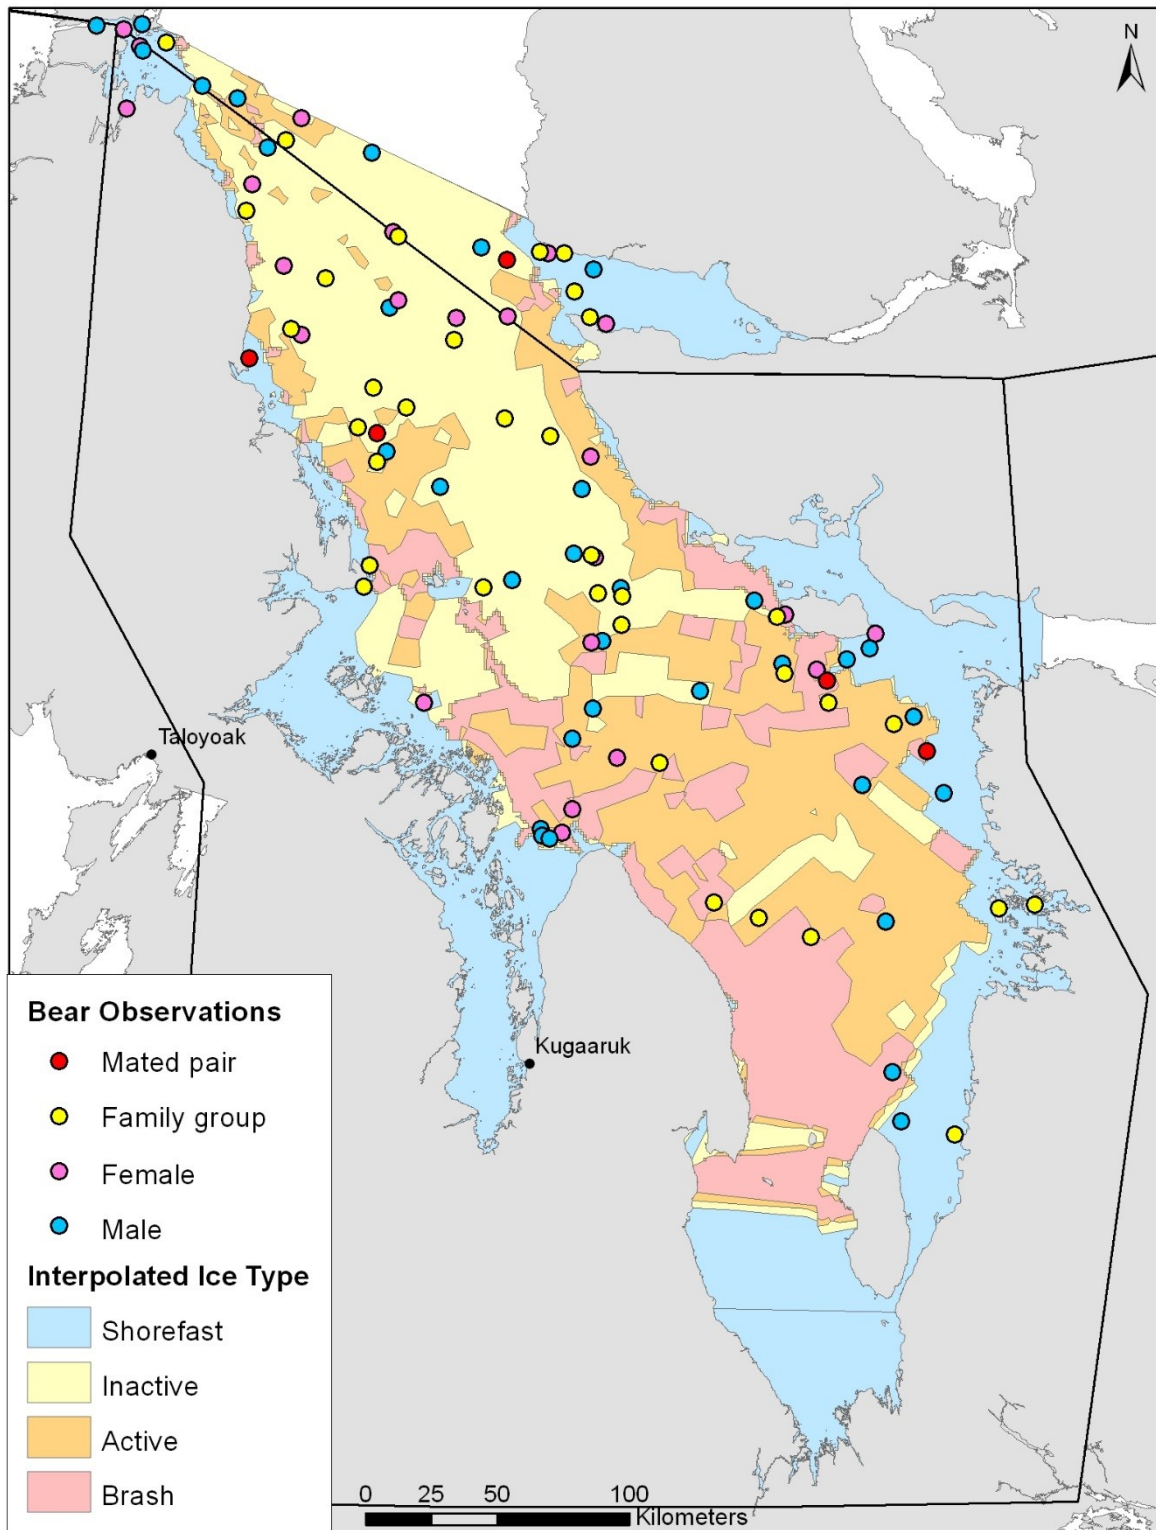 N
Taloyoak
Kugaaruk
Bear Observations
Mated pair
Family group
Female
Male
Interpolated Ice Type
Shorefast
Inactive
Active
Brash
0 25 50 100
Kilometers